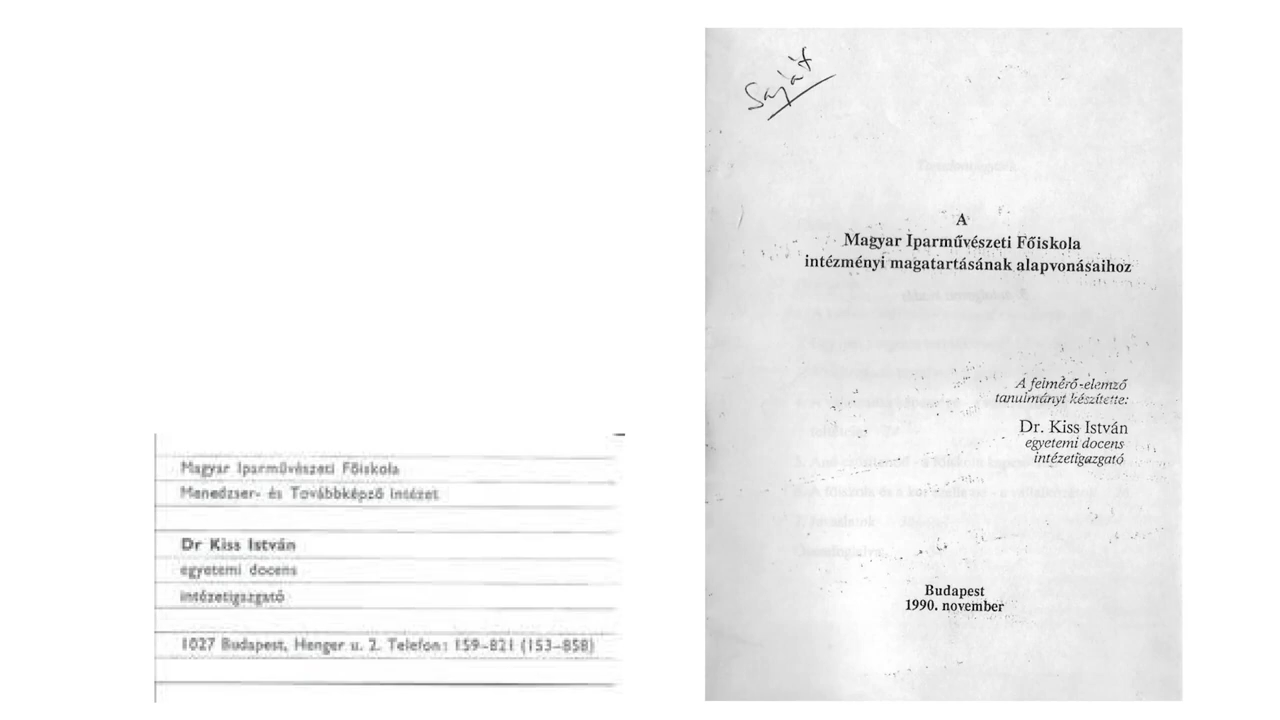 Magyar Iparművészeti Főiskola
Menedzser- és Továbbképző Intézet
Dr Kiss István
egyetemi docens
intézetigazgató
1027 Budapest, Henger u. 2. Telefon: 159–821 (153–858)
Saját
A
Magyar Iparművészeti Főiskola
intézményi magatartásának alapvonásaihoz
A felmérő-elemző
tanulmányt készítette:
Dr. Kiss István
egyetemi docens
intézetigazgató
Budapest
1990. november